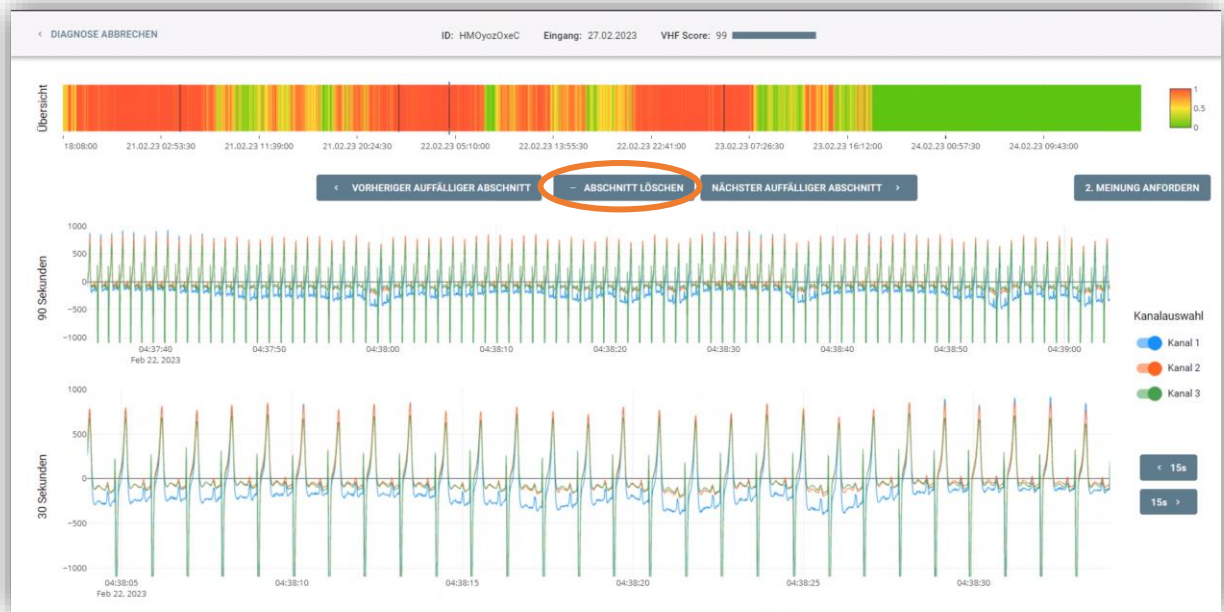 ‹ DIAGNOSE ABBRECHEN ID: HMOyozOxeC Eingang: 27.02.2023 VHF Score: 99
Übersicht
1
0.5
0
18:08:00 21.02.23 02:53:30 21.02.23 11:39:00 21.02.23 20:24:30 22.02.23 05:10:00 22.02.23 13:55:30 22.02.23 22:41:00 23.02.23 07:26:30 23.02.23 16:12:00 24.02.23 00:57:30 24.02.23 09:43:00
‹ VORHERIGER AUFFÄLLIGER ABSCHNITT − ABSCHNITT LÖSCHEN NÄCHSTER AUFFÄLLIGER ABSCHNITT › 2. MEINUNG ANFORDERN
90 Sekunden
1000
500
0
−500
−1000
04:37:40 04:37:50 04:38:00 04:38:10 04:38:20 04:38:30 04:38:40 04:38:50 04:39:00
Feb 22, 2023
Kanalauswahl
Kanal 1
Kanal 2
Kanal 3
30 Sekunden
1000
500
0
−500
−1000
04:38:05 04:38:10 04:38:15 04:38:20 04:38:25 04:38:30
Feb 22, 2023
‹ 15s
15s ›